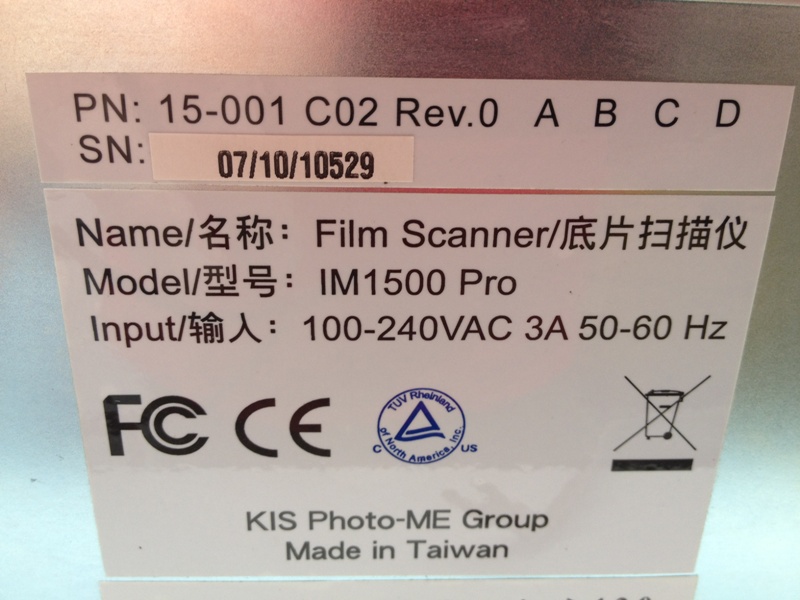 PN: 15-001 C02 Rev.0 A B C D
SN: 07/10/10529
Name/名称：Film Scanner/底片扫描仪
Model/型号：IM1500 Pro
Input/输入：100-240VAC 3A 50-60 Hz
FC CE TUV Rheinland of North America, Inc. C US
KIS Photo-ME Group
Made in Taiwan